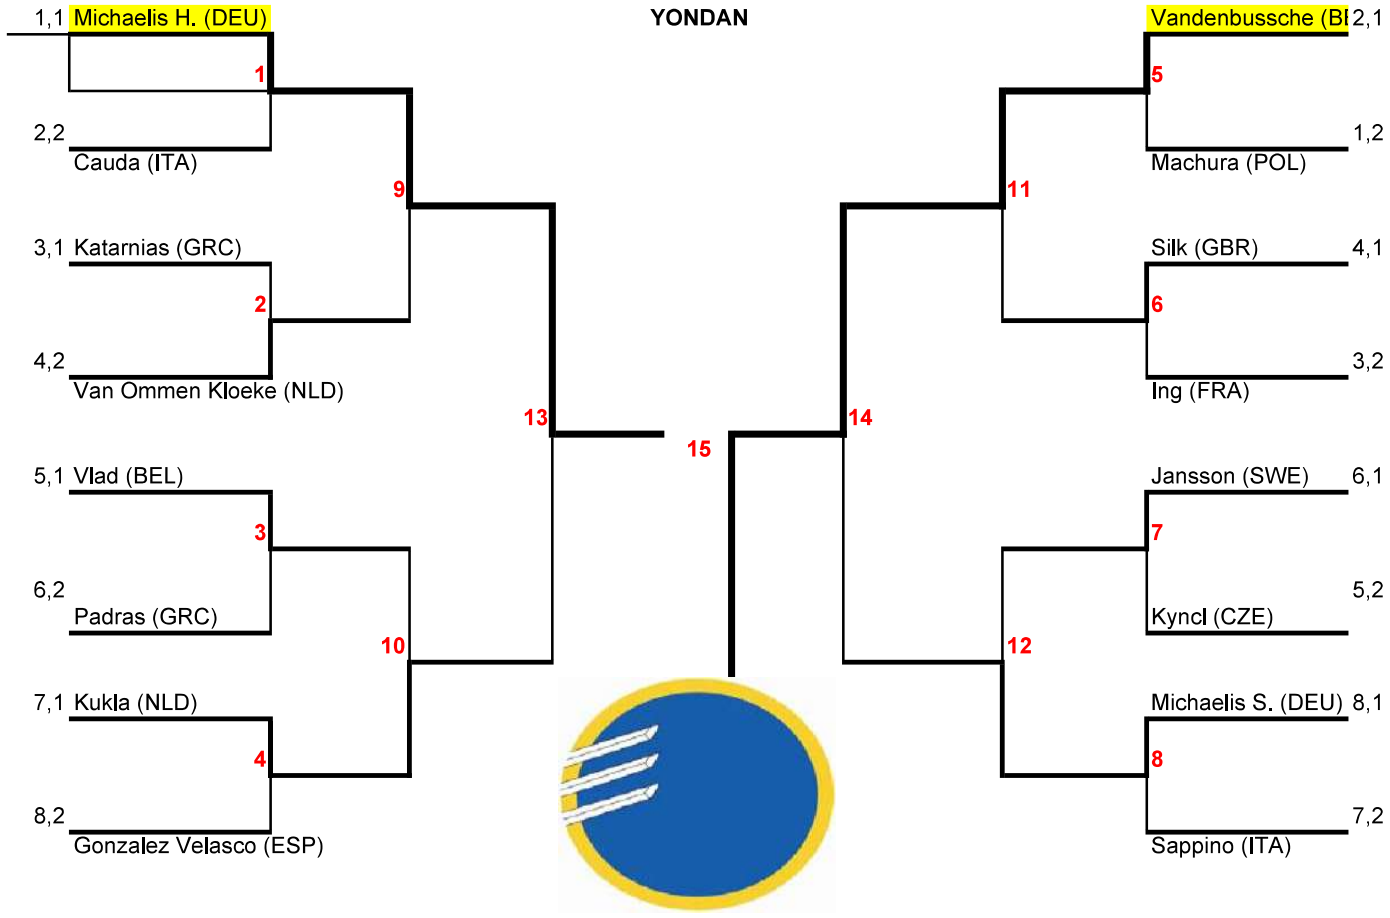 YONDAN
1,1 Michaelis H. (DEU)
1
2,2
Cauda (ITA)
9
3,1 Katarnias (GRC)
2
4,2
Van Ommen Kloeke (NLD)
13
5,1 Vlad (BEL)
3
6,2
Padras (GRC)
10
7,1 Kukla (NLD)
4
8,2
Gonzalez Velasco (ESP)
15
Vandenbussche (BE 2,1
5
1,2
Machura (POL)
11
Silk (GBR) 4,1
6
3,2
Ing (FRA)
14
Jansson (SWE) 6,1
7
5,2
Kyncl (CZE)
12
Michaelis S. (DEU) 8,1
8
7,2
Sappino (ITA)